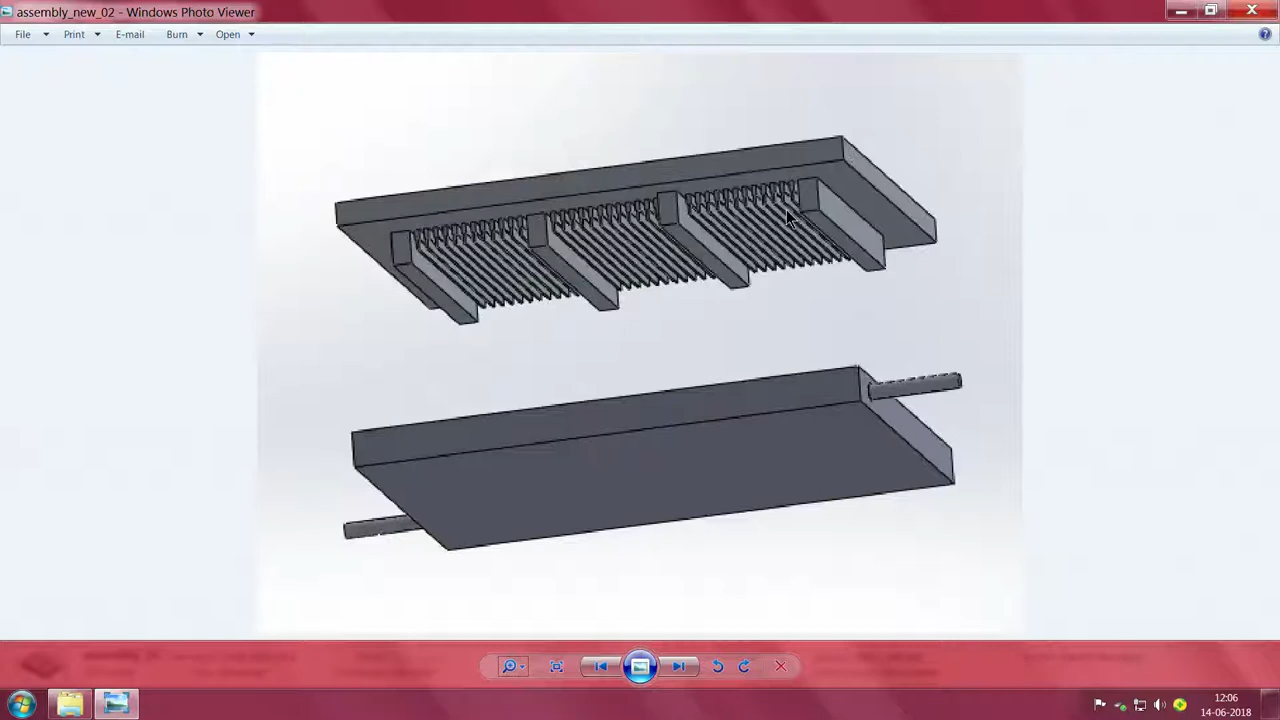 assembly_new_02 - Windows Photo Viewer
File Print E-mail Burn Open
12:06
14-06-2018